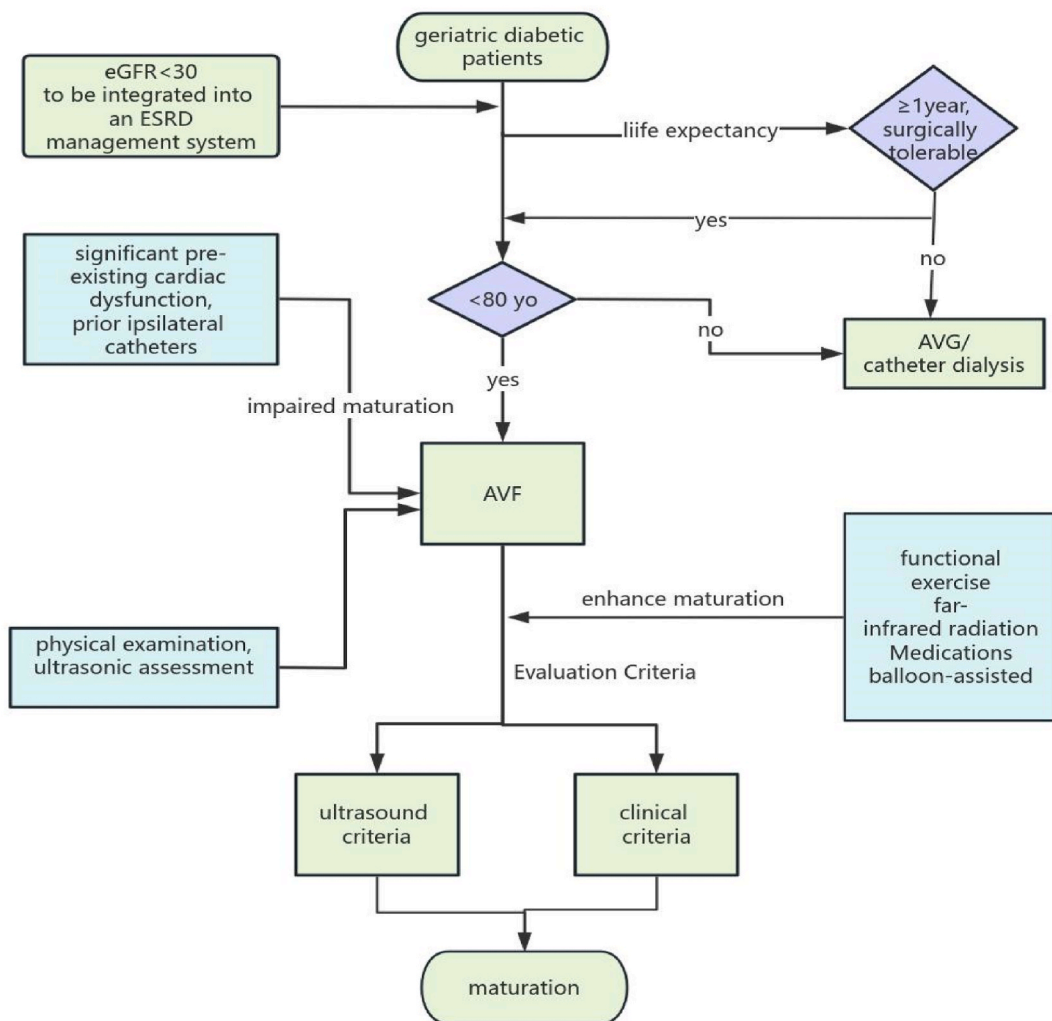 geriatric diabetic
patients
eGFR<30
to be integrated into
an ESRD
management system
liife expectancy
≥1year,
surgically
tolerable
yes
no
significant pre-
existing cardiac
dysfunction,
prior ipsilateral
catheters
<80 yo
no
AVG/
catheter dialysis
yes
impaired maturation
AVF
functional
exercise
far-
infrared radiation
Medications
balloon-assisted
enhance maturation
physical examination,
ultrasonic assessment
Evaluation Criteria
ultrasound
criteria
clinical
criteria
maturation